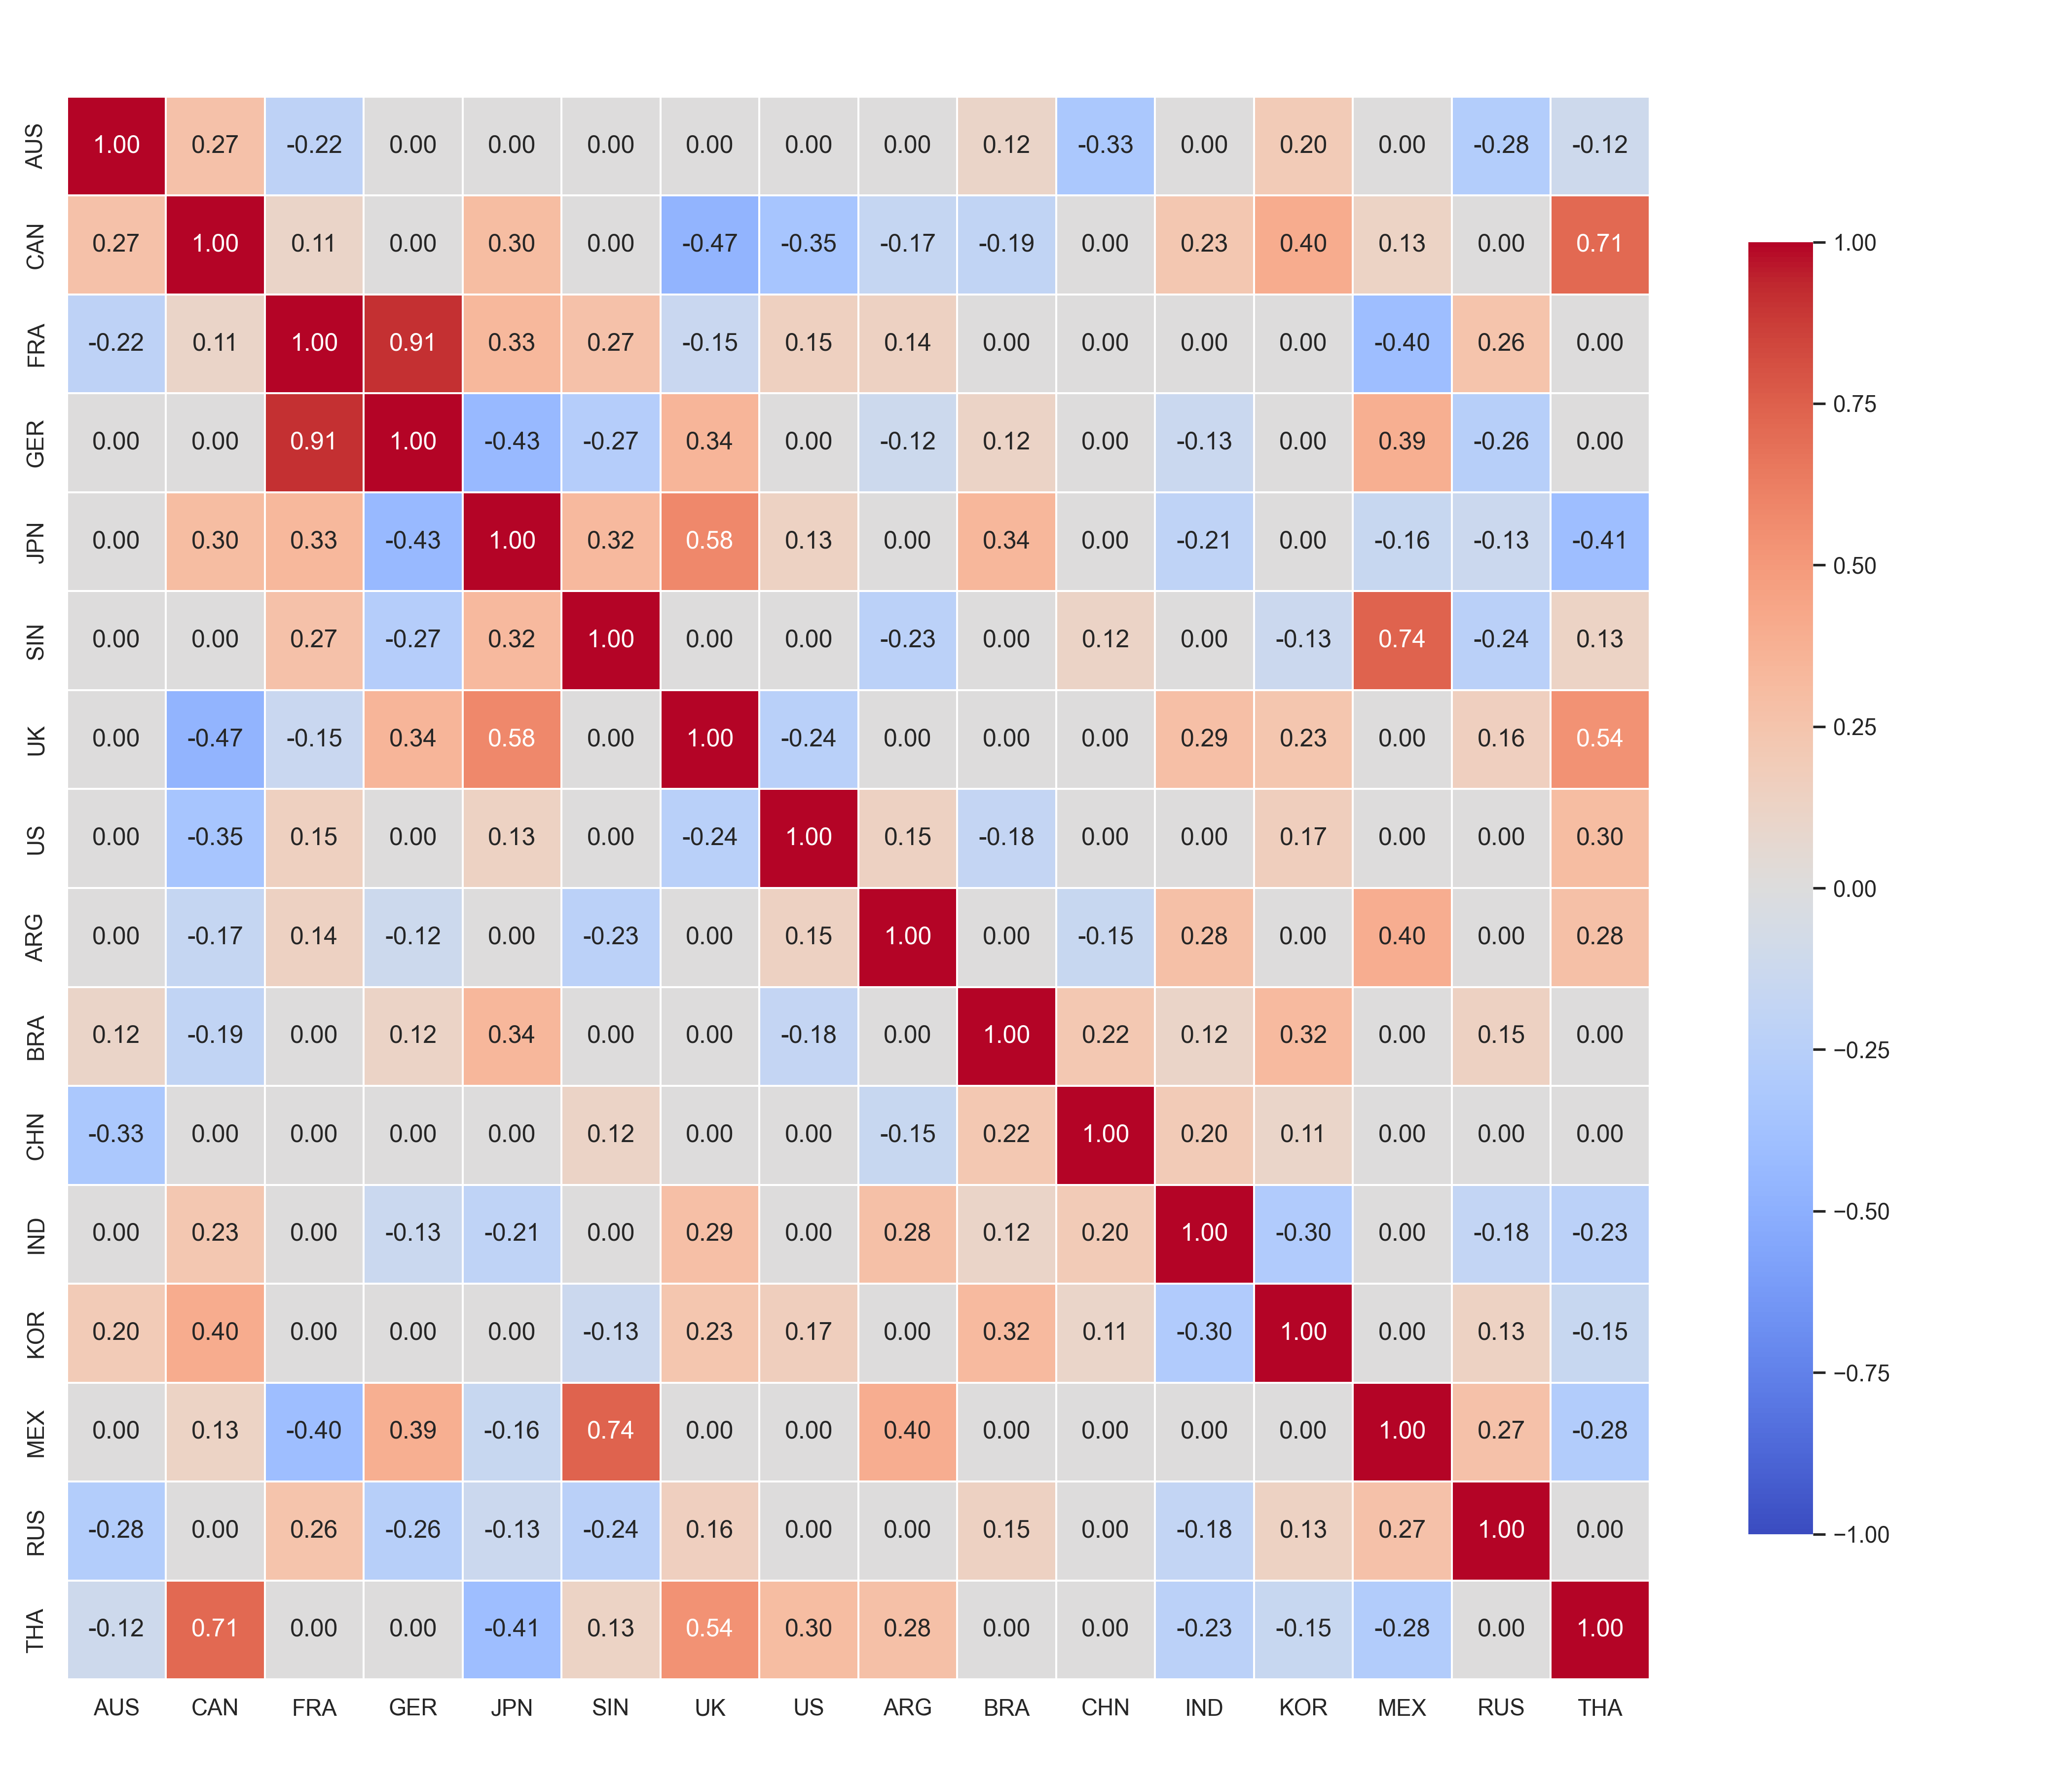 AUS 1.00 0.27 -0.22 0.00 0.00 0.00 0.00 0.00 0.00 0.12 -0.33 0.00 0.20 0.00 -0.28 -0.12
CAN 0.27 1.00 0.11 0.00 0.30 0.00 -0.47 -0.35 -0.17 -0.19 0.00 0.23 0.40 0.13 0.00 0.71
FRA -0.22 0.11 1.00 0.91 0.33 0.27 -0.15 0.15 0.14 0.00 0.00 0.00 0.00 -0.40 0.26 0.00
GER 0.00 0.00 0.91 1.00 -0.43 -0.27 0.34 0.00 -0.12 0.12 0.00 -0.13 0.00 0.39 -0.26 0.00
JPN 0.00 0.30 0.33 -0.43 1.00 0.32 0.58 0.13 0.00 0.34 0.00 -0.21 0.00 -0.16 -0.13 -0.41
SIN 0.00 0.00 0.27 -0.27 0.32 1.00 0.00 0.00 -0.23 0.00 0.12 0.00 -0.13 0.74 -0.24 0.13
UK 0.00 -0.47 -0.15 0.34 0.58 0.00 1.00 -0.24 0.00 0.00 0.00 0.29 0.23 0.00 0.16 0.54
US 0.00 -0.35 0.15 0.00 0.13 0.00 -0.24 1.00 0.15 -0.18 0.00 0.00 0.17 0.00 0.00 0.30
ARG 0.00 -0.17 0.14 -0.12 0.00 -0.23 0.00 0.15 1.00 0.00 -0.15 0.28 0.00 0.40 0.00 0.28
BRA 0.12 -0.19 0.00 0.12 0.34 0.00 0.00 -0.18 0.00 1.00 0.22 0.12 0.32 0.00 0.15 0.00
CHN -0.33 0.00 0.00 0.00 0.00 0.12 0.00 0.00 -0.15 0.22 1.00 0.20 0.11 0.00 0.00 0.00
IND 0.00 0.23 0.00 -0.13 -0.21 0.00 0.29 0.00 0.28 0.12 0.20 1.00 -0.30 0.00 -0.18 -0.23
KOR 0.20 0.40 0.00 0.00 0.00 -0.13 0.23 0.17 0.00 0.32 0.11 -0.30 1.00 0.00 0.13 -0.15
MEX 0.00 0.13 -0.40 0.39 -0.16 0.74 0.00 0.00 0.40 0.00 0.00 0.00 0.00 1.00 0.27 -0.28
RUS -0.28 0.00 0.26 -0.26 -0.13 -0.24 0.16 0.00 0.00 0.15 0.00 -0.18 0.13 0.27 1.00 0.00
THA -0.12 0.71 0.00 0.00 -0.41 0.13 0.54 0.30 0.28 0.00 0.00 -0.23 -0.15 -0.28 0.00 1.00
AUS CAN FRA GER JPN SIN UK US ARG BRA CHN IND KOR MEX RUS THA
1.00
0.75
0.50
0.25
0.00
−0.25
−0.50
−0.75
−1.00